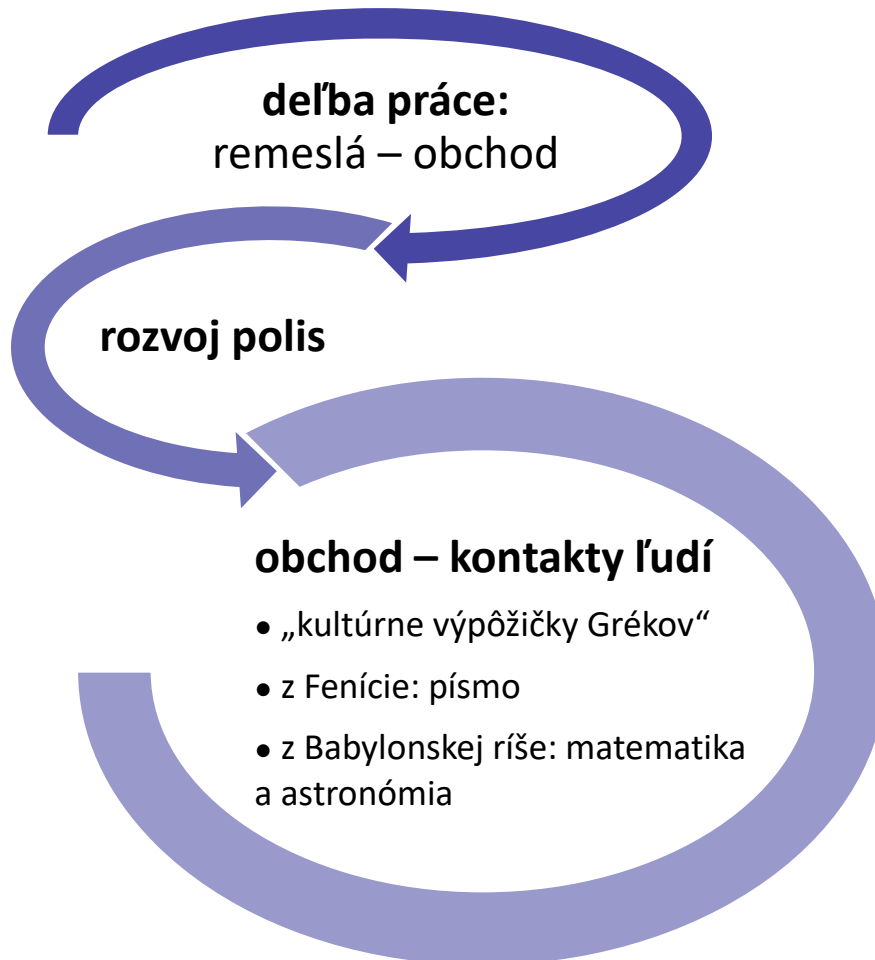 deľba práce:
remeslá – obchod
rozvoj polis
obchod – kontakty ľudí
• „kultúrne výpôžičky Grékov“
• z Fenície: písmo
• z Babylonskej ríše: matematika
a astronómia